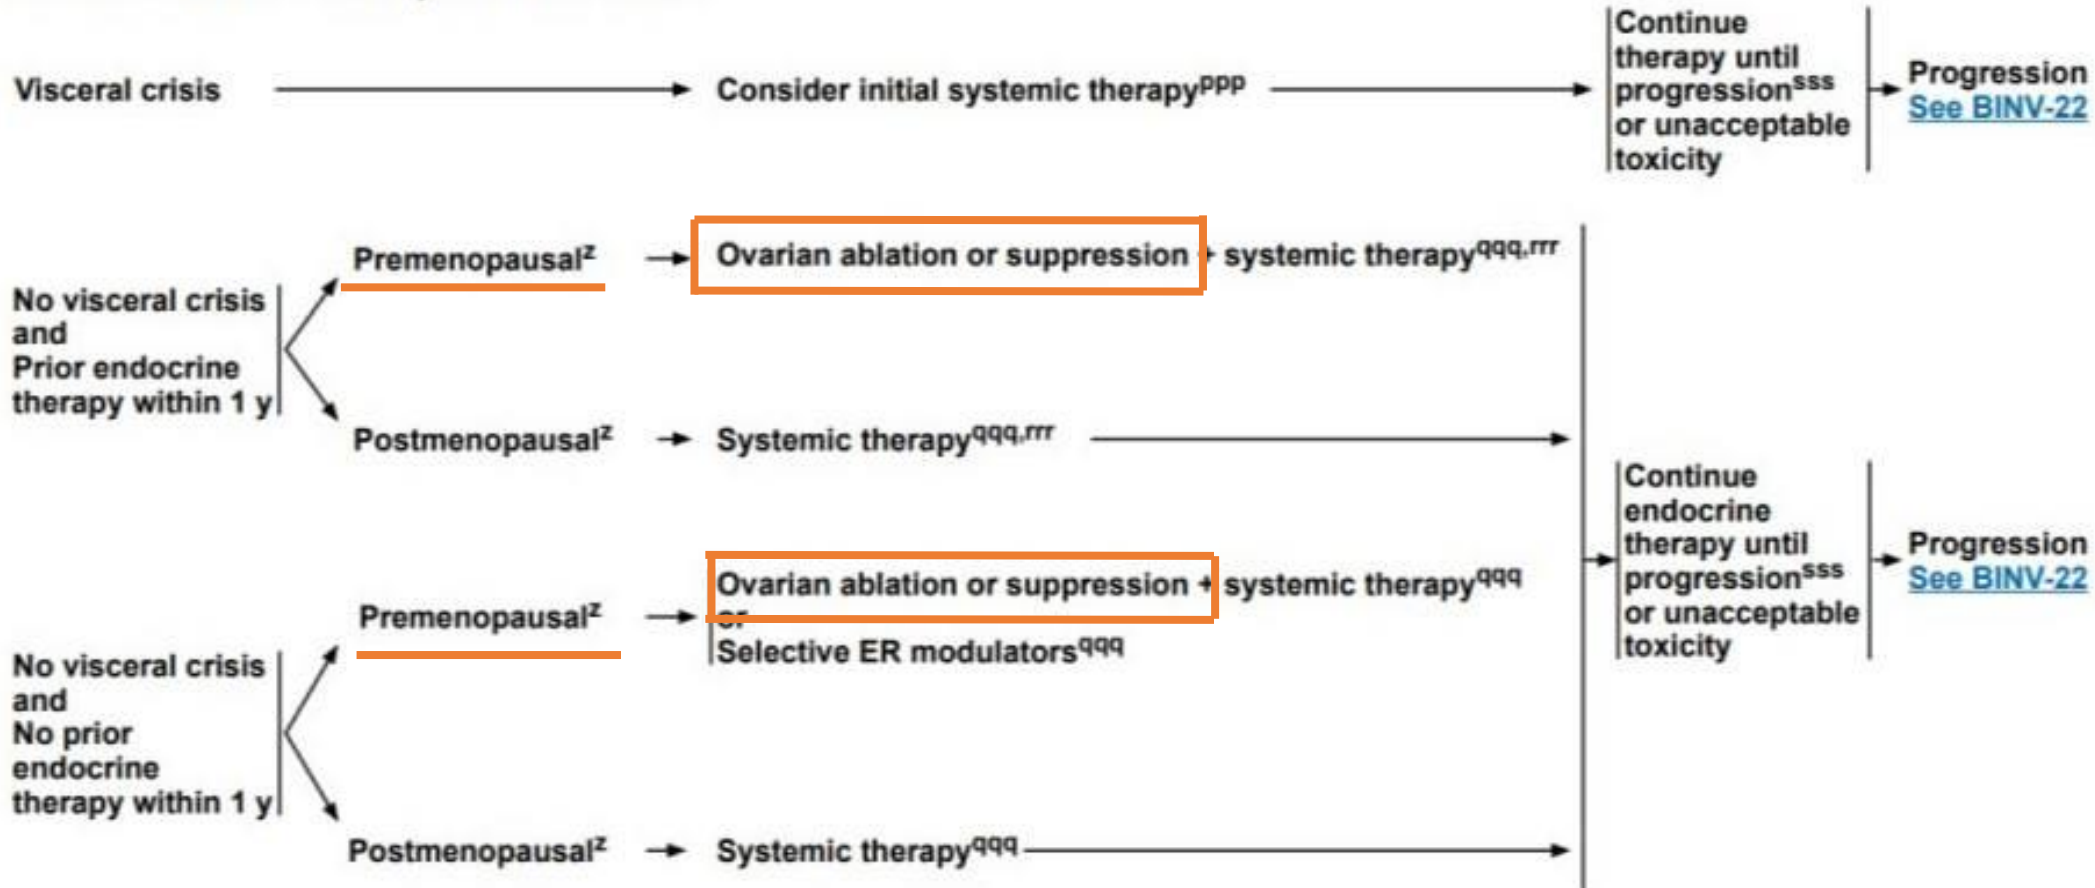 Visceral crisis
Consider initial systemic therapyᵖᵖᵖ
Continue
therapy until
progressionˢˢˢ
or unacceptable
toxicity
Progression
See BINV-22
No visceral crisis
and
Prior endocrine
therapy within 1 y
Premenopausalᶻ
Ovarian ablation or suppression + systemic therapyqqq,rrr
Postmenopausalᶻ
Systemic therapyqqq,rrr
No visceral crisis
and
No prior
endocrine
therapy within 1 y
Premenopausalᶻ
Ovarian ablation or suppression + systemic therapyqqq
or
Selective ER modulatorsqqq
Postmenopausalᶻ
Systemic therapyqqq
Continue
endocrine
therapy until
progressionˢˢˢ
or unacceptable
toxicity
Progression
See BINV-22